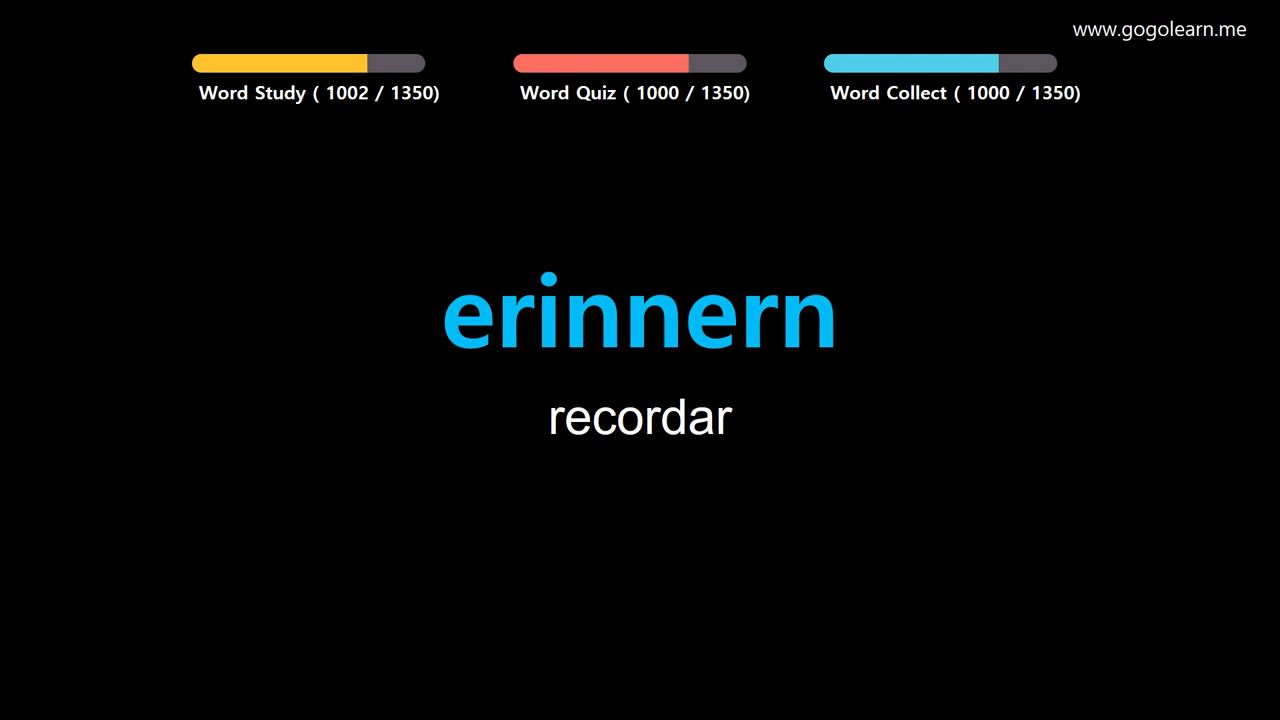 www.gogolearn.me
Word Study ( 1002 / 1350)
Word Quiz ( 1000 / 1350)
Word Collect ( 1000 / 1350)
erinnern
recordar